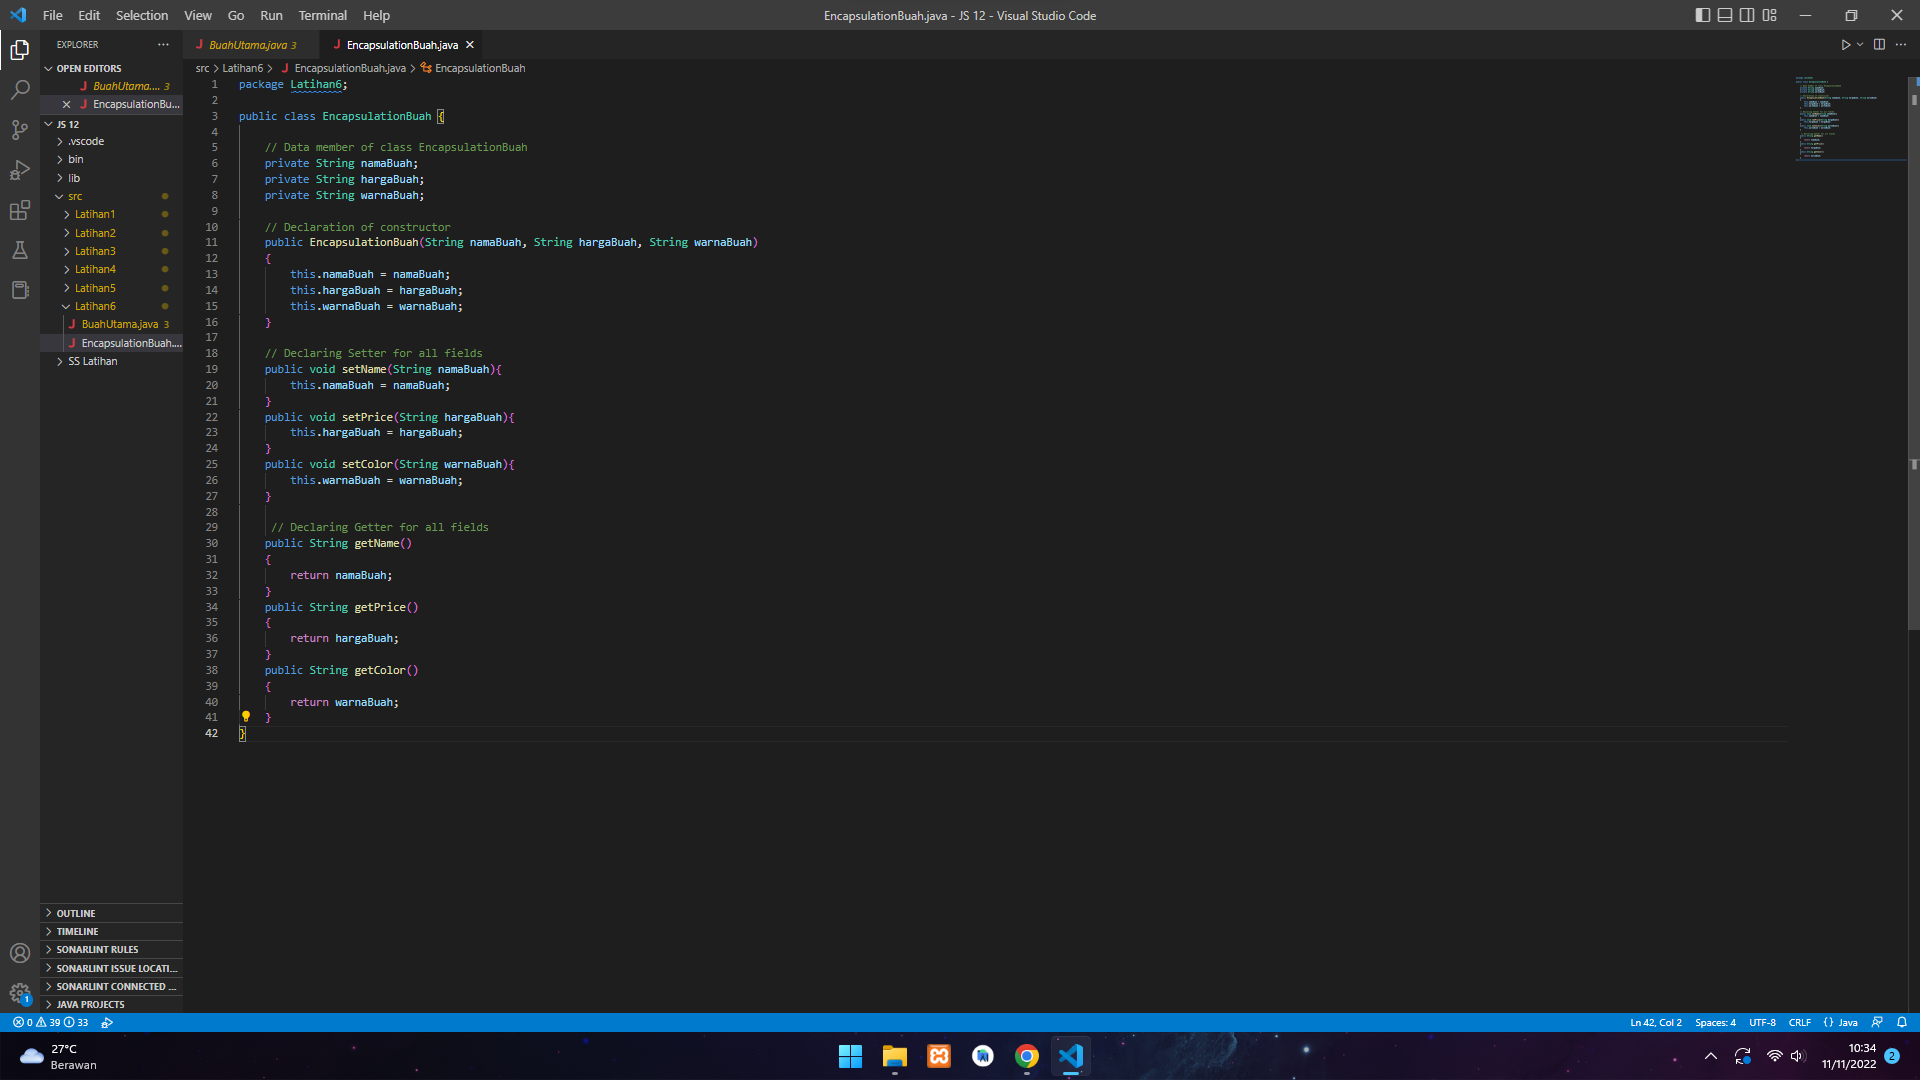 File Edit Selection View Go Run Terminal Help
EncapsulationBuah.java - JS 12 - Visual Studio Code
EXPLORER
OPEN EDITORS
BuahUtama.... 3
EncapsulationBu...
JS 12
.vscode
bin
lib
src
Latihan1
Latihan2
Latihan3
Latihan4
Latihan5
Latihan6
BuahUtama.java 3
EncapsulationBuah....
SS Latihan
OUTLINE
TIMELINE
SONARLINT RULES
SONARLINT ISSUE LOCATI...
SONARLINT CONNECTED ...
JAVA PROJECTS
BuahUtama.java 3
EncapsulationBuah.java
src > Latihan6 > EncapsulationBuah.java > EncapsulationBuah
1 package Latihan6;
2
3 public class EncapsulationBuah {
4
5 // Data member of class EncapsulationBuah
6 private String namaBuah;
7 private String hargaBuah;
8 private String warnaBuah;
9
10 // Declaration of constructor
11 public EncapsulationBuah(String namaBuah, String hargaBuah, String warnaBuah)
12 {
13 this.namaBuah = namaBuah;
14 this.hargaBuah = hargaBuah;
15 this.warnaBuah = warnaBuah;
16 }
17
18 // Declaring Setter for all fields
19 public void setName(String namaBuah){
20 this.namaBuah = namaBuah;
21 }
22 public void setPrice(String hargaBuah){
23 this.hargaBuah = hargaBuah;
24 }
25 public void setColor(String warnaBuah){
26 this.warnaBuah = warnaBuah;
27 }
28
29 // Declaring Getter for all fields
30 public String getName()
31 {
32 return namaBuah;
33 }
34 public String getPrice()
35 {
36 return hargaBuah;
37 }
38 public String getColor()
39 {
40 return warnaBuah;
41 }
42 }
1
0 39 33
Ln 42, Col 2 Spaces: 4 UTF-8 CRLF {} Java
27°C
Berawan
10:34
11/11/2022
2